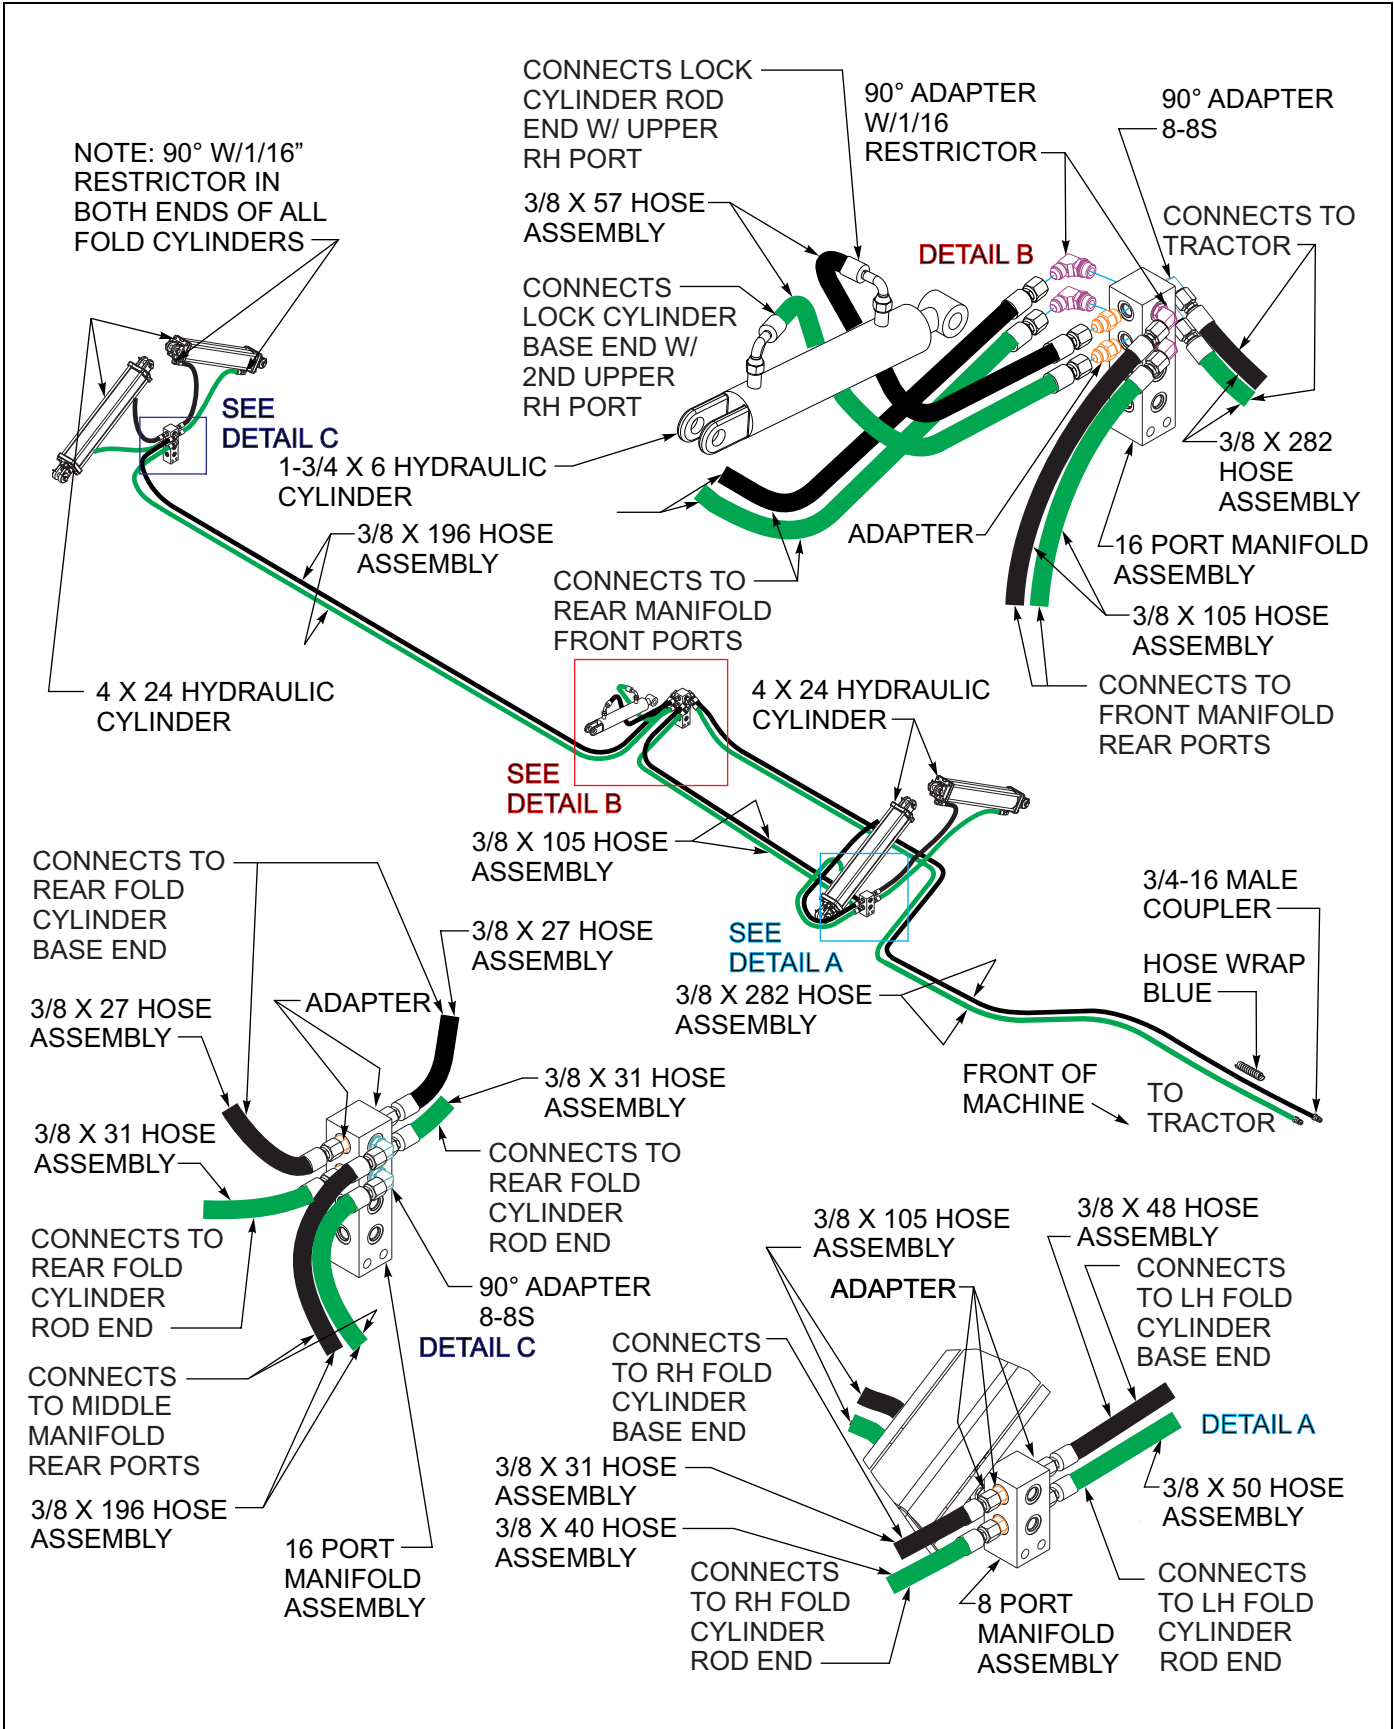 CONNECTS LOCK
CYLINDER ROD
END W/ UPPER
RH PORT
90° ADAPTER
W/1/16
RESTRICTOR
90° ADAPTER
8-8S
NOTE: 90° W/1/16”
RESTRICTOR IN
BOTH ENDS OF ALL
FOLD CYLINDERS
3/8 X 57 HOSE
ASSEMBLY
DETAIL B
CONNECTS TO
TRACTOR
CONNECTS
LOCK CYLINDER
BASE END W/
2ND UPPER
RH PORT
SEE
DETAIL C
1-3/4 X 6 HYDRAULIC
CYLINDER
3/8 X 282
HOSE
ASSEMBLY
3/8 X 196 HOSE
ASSEMBLY
ADAPTER
16 PORT MANIFOLD
ASSEMBLY
CONNECTS TO
REAR MANIFOLD
FRONT PORTS
3/8 X 105 HOSE
ASSEMBLY
4 X 24 HYDRAULIC
CYLINDER
4 X 24 HYDRAULIC
CYLINDER
CONNECTS TO
FRONT MANIFOLD
REAR PORTS
SEE
DETAIL B
3/8 X 105 HOSE
ASSEMBLY
CONNECTS TO
REAR FOLD
CYLINDER
BASE END
3/4-16 MALE
COUPLER
3/8 X 27 HOSE
ASSEMBLY
SEE
DETAIL A
HOSE WRAP
BLUE
3/8 X 282 HOSE
ASSEMBLY
3/8 X 27 HOSE
ASSEMBLY
ADAPTER
FRONT OF
MACHINE
TO
TRACTOR
3/8 X 31 HOSE
ASSEMBLY
3/8 X 31 HOSE
ASSEMBLY
CONNECTS TO
REAR FOLD
CYLINDER
ROD END
CONNECTS TO
REAR FOLD
CYLINDER
ROD END
90° ADAPTER
8-8S
DETAIL C
CONNECTS
TO MIDDLE
MANIFOLD
REAR PORTS
3/8 X 196 HOSE
ASSEMBLY
16 PORT
MANIFOLD
ASSEMBLY
3/8 X 105 HOSE
ASSEMBLY
3/8 X 48 HOSE
ASSEMBLY
ADAPTER
CONNECTS
TO LH FOLD
CYLINDER
BASE END
CONNECTS
TO RH FOLD
CYLINDER
BASE END
DETAIL A
3/8 X 31 HOSE
ASSEMBLY
3/8 X 50 HOSE
ASSEMBLY
3/8 X 40 HOSE
ASSEMBLY
CONNECTS
TO RH FOLD
CYLINDER
ROD END
8 PORT
MANIFOLD
ASSEMBLY
CONNECTS
TO LH FOLD
CYLINDER
ROD END